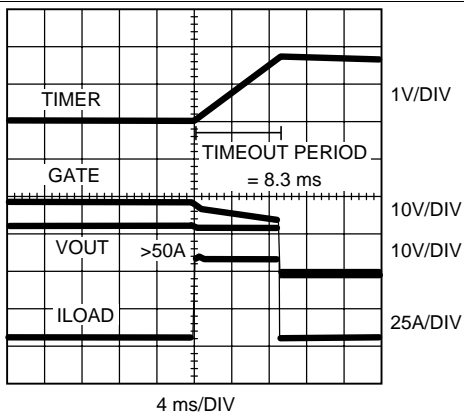 TIMER
1V/DIV
TIMEOUT PERIOD
= 8.3 ms
GATE
10V/DIV
VOUT
>50A
10V/DIV
ILOAD
25A/DIV
4 ms/DIV